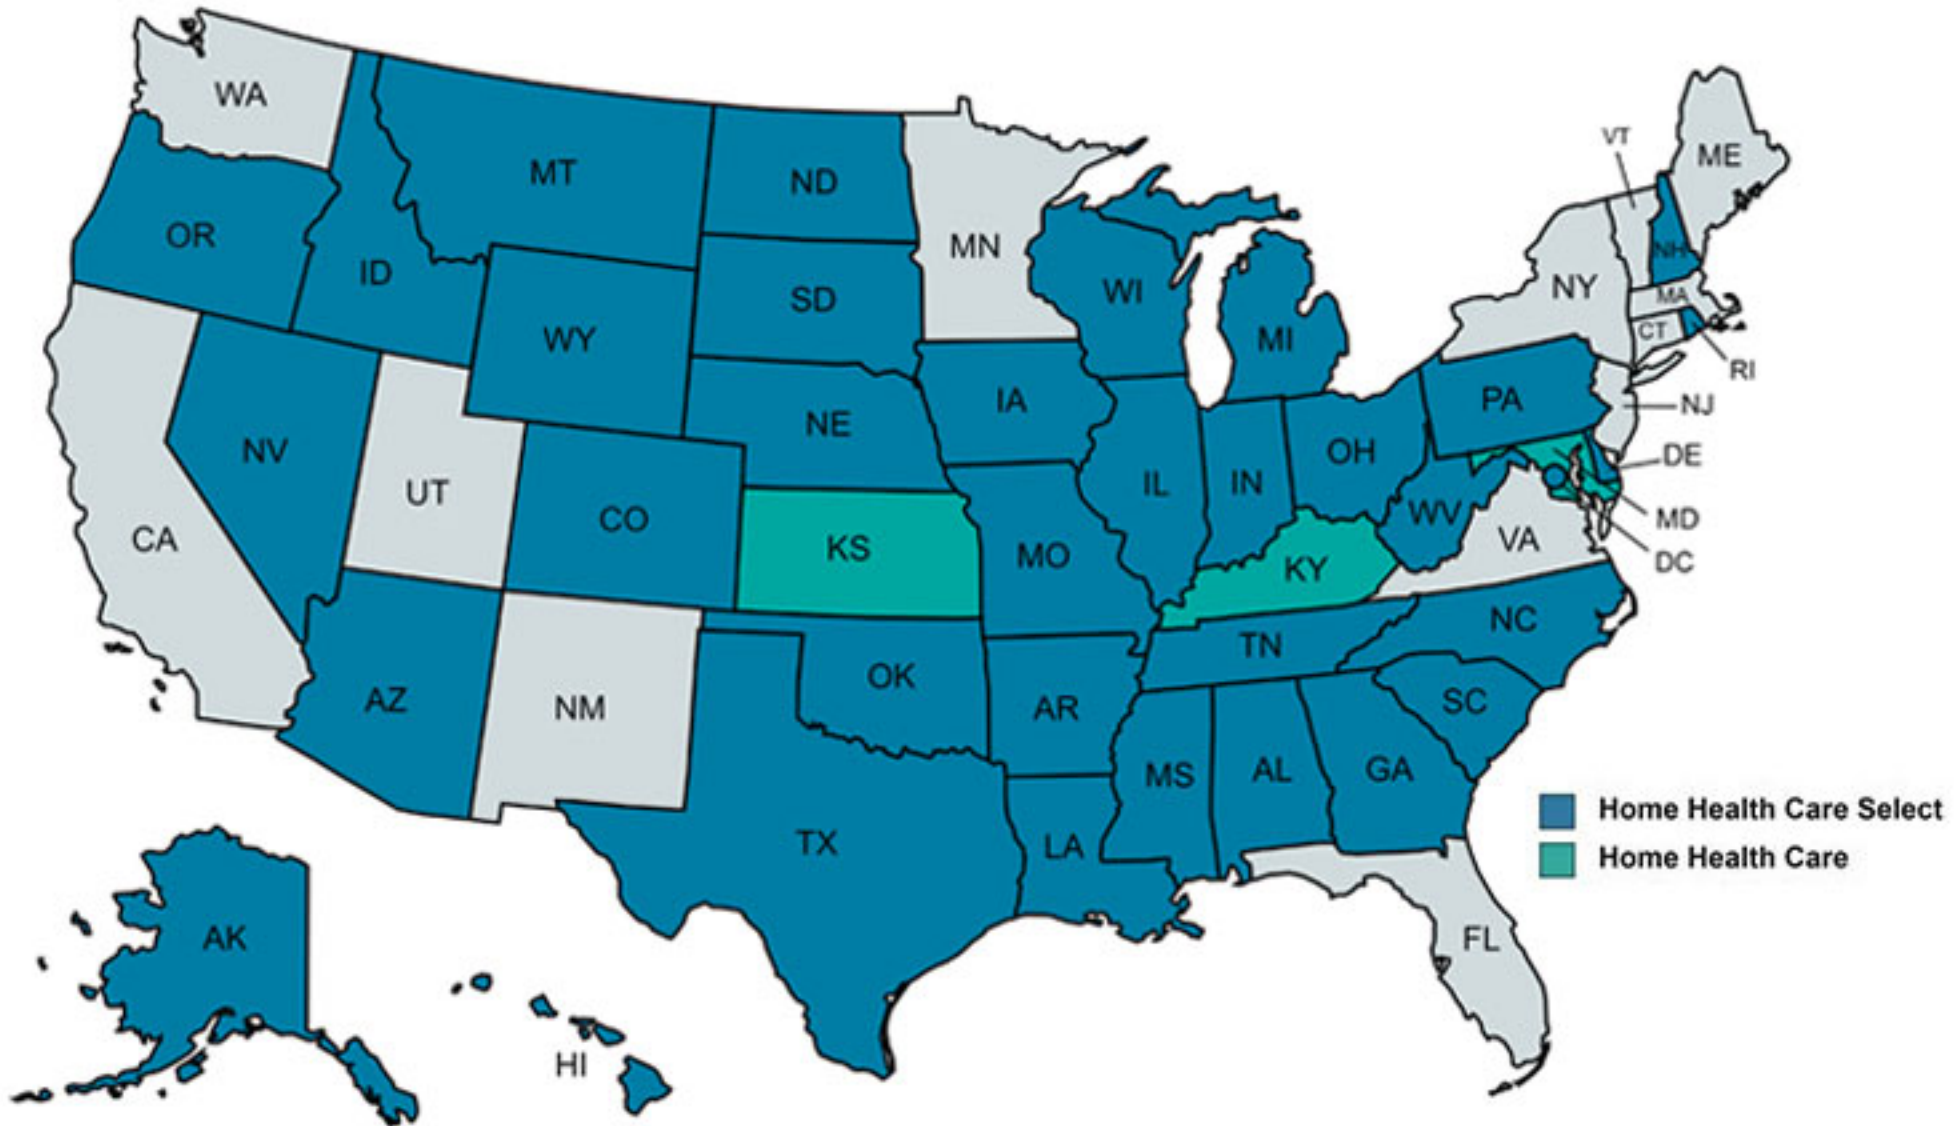 WA
MT
ND
MN
VT
ME
OR
ID
SD
WI
MI
NY
NH
MA
CT
RI
WY
NE
IA
PA
NJ
NV
UT
CO
IL
IN
OH
DE
CA
KS
MO
KY
WV
VA
MD
DC
AZ
NM
OK
AR
TN
NC
SC
MS
AL
GA
TX
LA
Home Health Care Select
Home Health Care
AK
FL
HI